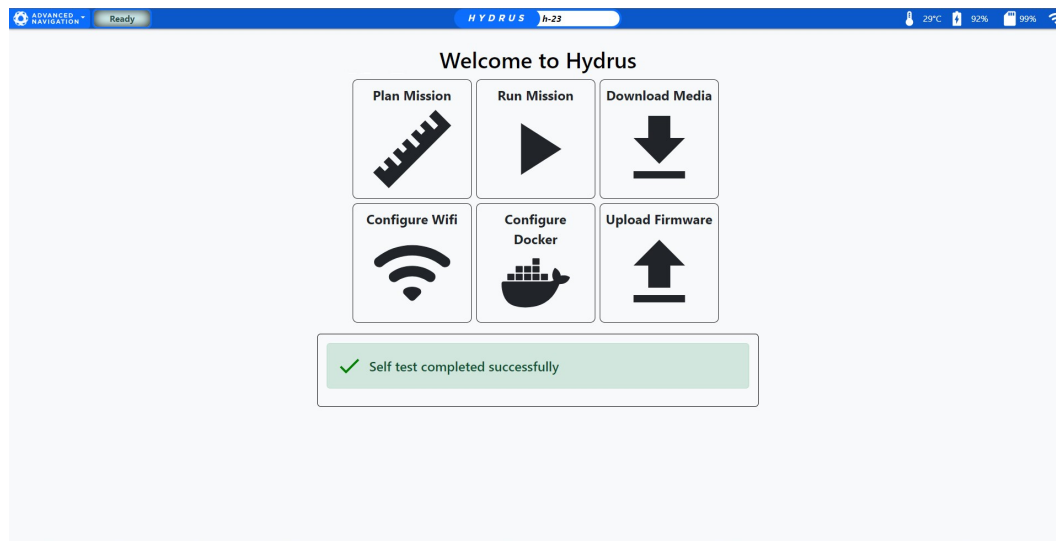 ADVANCED NAVIGATION
Ready
HYDRUS h-23
29°C 92% 99%
Welcome to Hydrus
Plan Mission
Run Mission
Download Media
Configure Wifi
Configure
Docker
Upload Firmware
Self test completed successfully